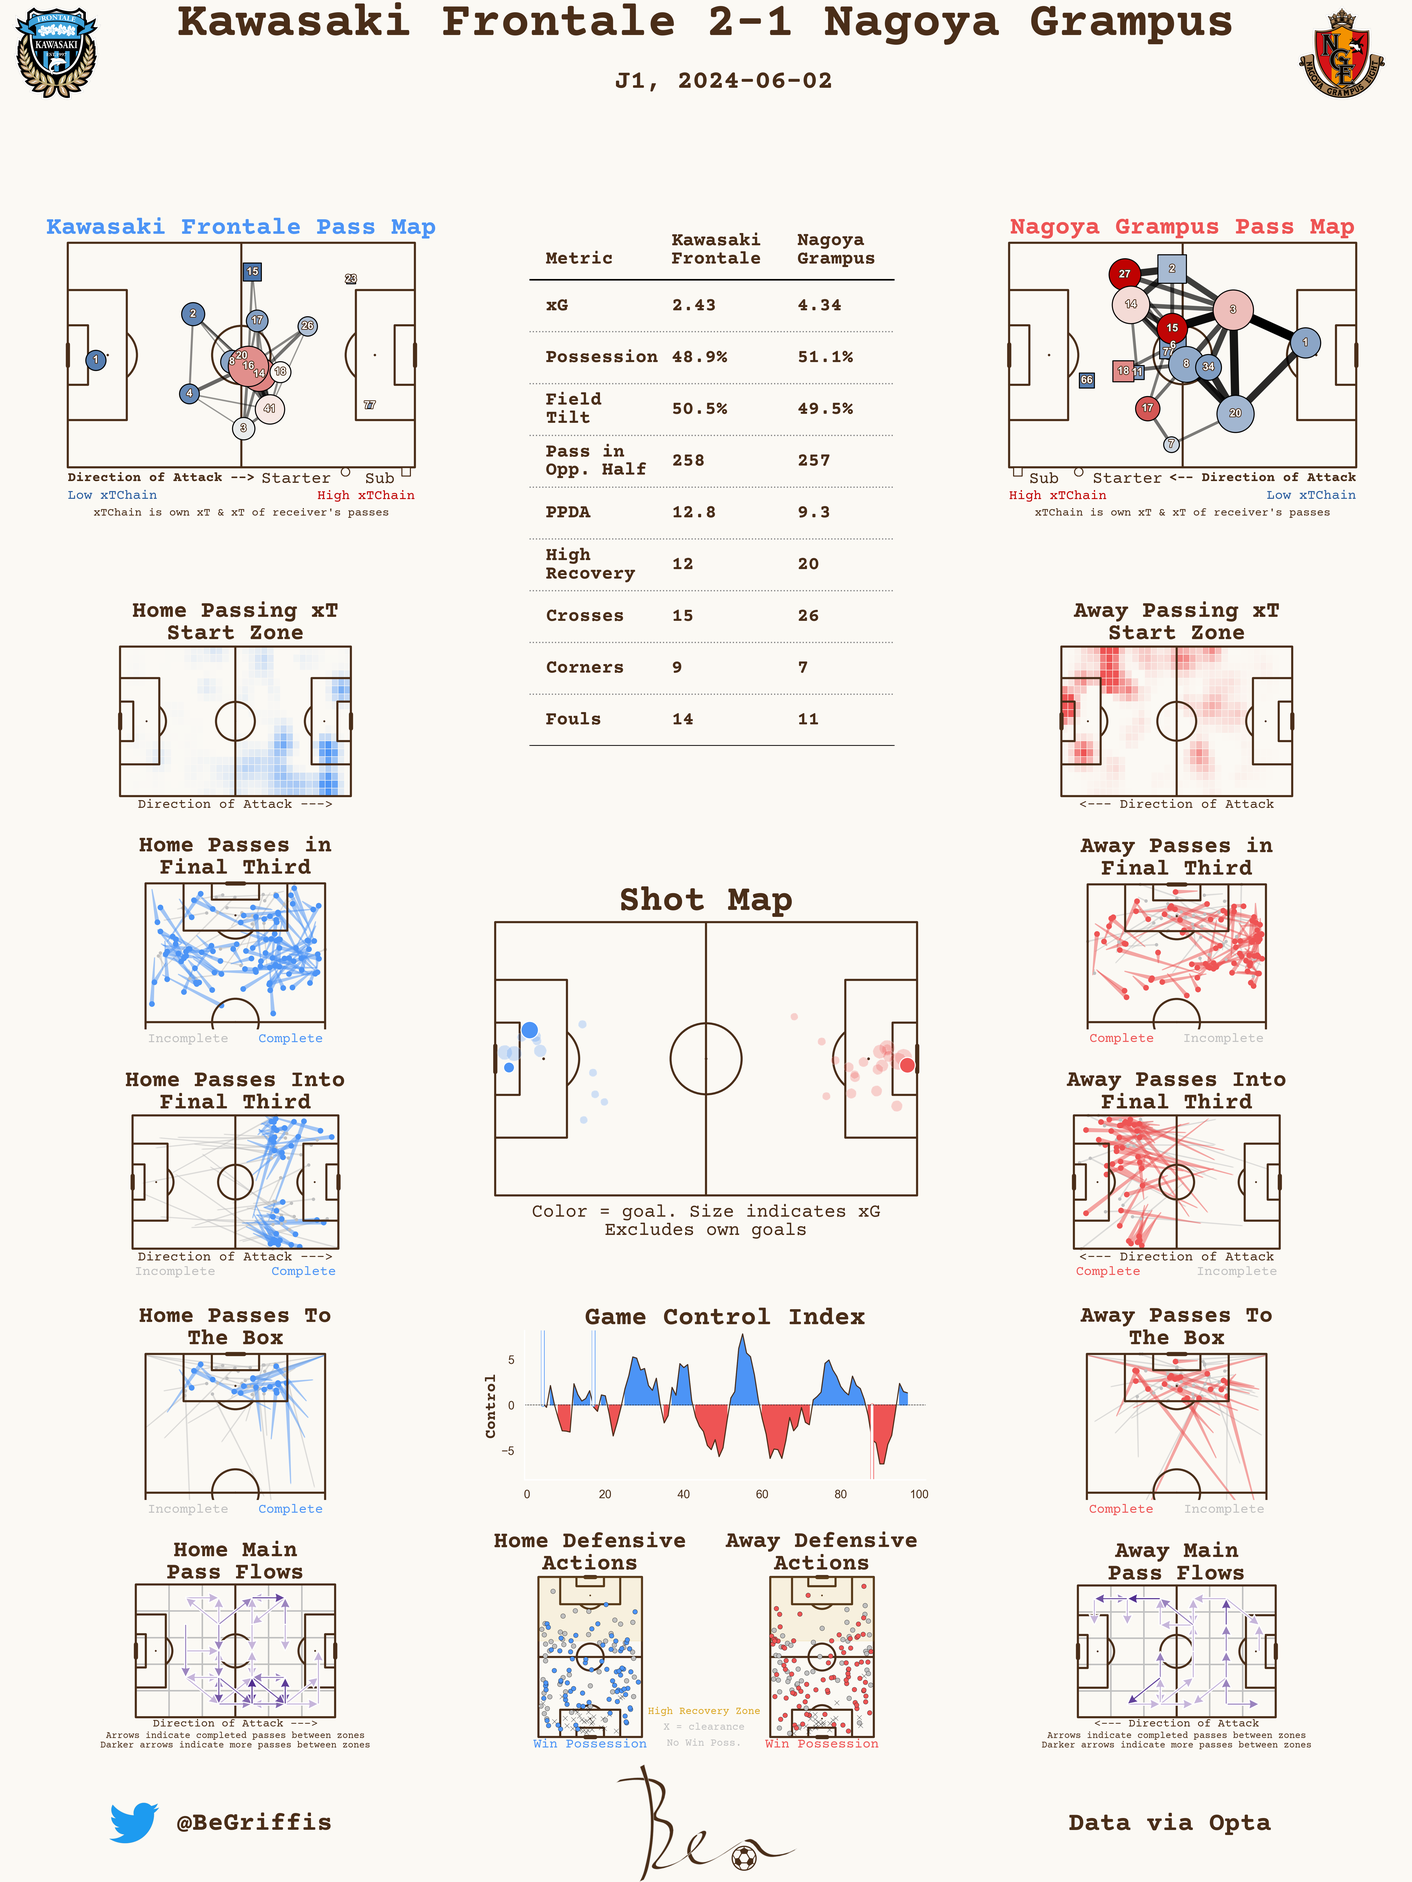 Kawasaki Frontale 2-1 Nagoya Grampus
J1, 2024-06-02
FRONTALE
KAWASAKI
NGE
NAGOYA GRAMPUS EIGHT
Kawasaki Frontale Pass Map
15
23
2
17
26
1
20
8
16
14
18
4
41
3
77
Direction of Attack --> Starter Sub
Low xTChain High xTChain
xTChain is own xT & xT of receiver's passes
Metric Kawasaki Frontale Nagoya Grampus
xG 2.43 4.34
Possession 48.9% 51.1%
Field Tilt 50.5% 49.5%
Pass in Opp. Half 258 257
PPDA 12.8 9.3
High Recovery 12 20
Crosses 15 26
Corners 9 7
Fouls 14 11
Nagoya Grampus Pass Map
27
2
14
3
15
6
77
1
8
34
18
11
66
17
20
7
Sub Starter <-- Direction of Attack
High xTChain Low xTChain
xTChain is own xT & xT of receiver's passes
Home Passing xT
Start Zone
Direction of Attack --->
Away Passing xT
Start Zone
<--- Direction of Attack
Home Passes in
Final Third
Incomplete Complete
Away Passes in
Final Third
Complete Incomplete
Shot Map
Color = goal. Size indicates xG
Excludes own goals
Home Passes Into
Final Third
Direction of Attack --->
Incomplete Complete
Away Passes Into
Final Third
<--- Direction of Attack
Complete Incomplete
Home Passes To
The Box
Incomplete Complete
Game Control Index
Control
5
0
−5
0 20 40 60 80 100
Away Passes To
The Box
Complete Incomplete
Home Main
Pass Flows
Direction of Attack --->
Arrows indicate completed passes between zones
Darker arrows indicate more passes between zones
Home Defensive
Actions
Win Possession
High Recovery Zone
X = clearance
No Win Poss.
Away Defensive
Actions
Win Possession
Away Main
Pass Flows
<--- Direction of Attack
Arrows indicate completed passes between zones
Darker arrows indicate more passes between zones
@BeGriffis
Ben
Data via Opta